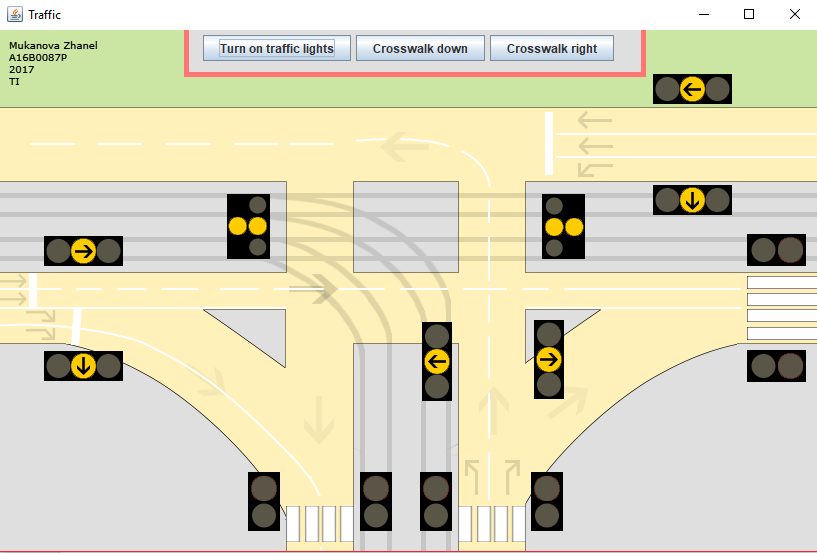 Traffic
Mukanova Zhanel
A16B0087P
2017
TI
Turn on traffic lights
Crosswalk down
Crosswalk right